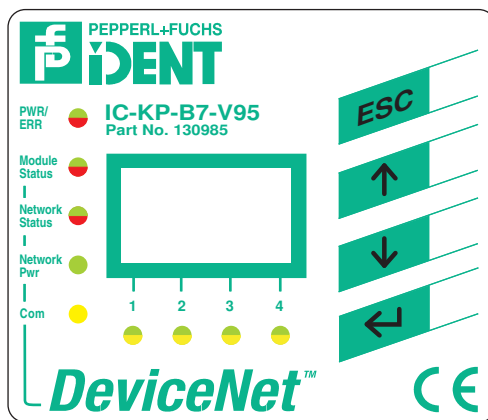 PEPPERL+FUCHS
IDENT
PWR/
ERR
IC-KP-B7-V95
Part No. 130985
ESC
Module
Status
Network
Status
Network
Pwr
Com
1 2 3 4
DeviceNet™
CE